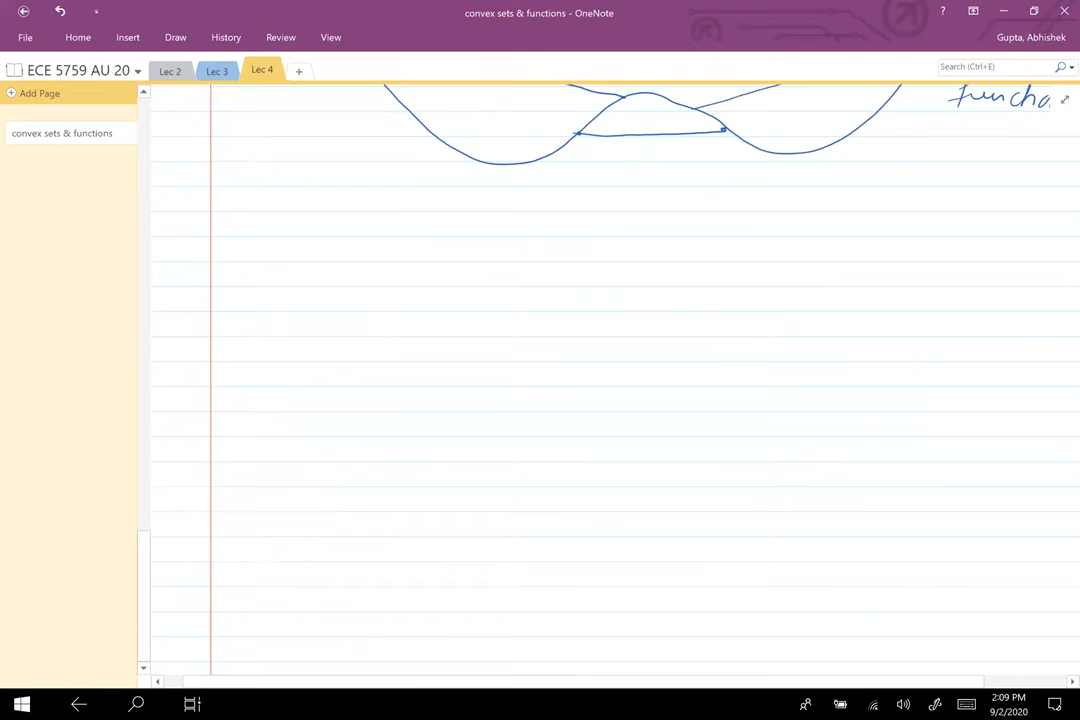 convex sets & functions - OneNote
?
File Home Insert Draw History Review View
Gupta, Abhishek
ECE 5759 AU 20
Lec 2 Lec 3 Lec 4 +
Search (Ctrl+E)
Add Page
convex sets & functions
2:09 PM
9/2/2020